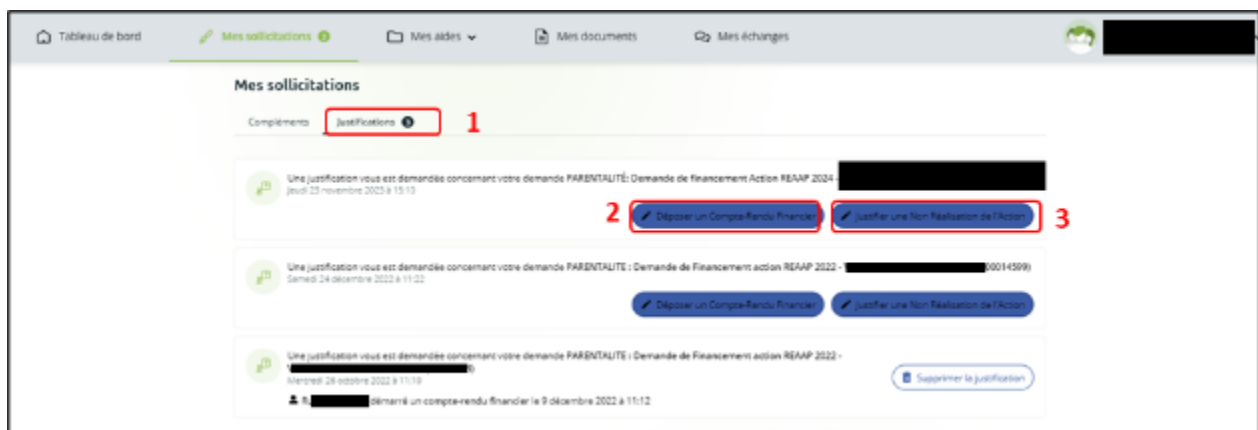 Tableau de bord Mes sollicitations Mes aides Mes documents Mes échanges
Mes sollicitations
Compléments Justifications 3 1
Une justification vous est demandée concernant votre demande PARENTALITÉ: Demande de financement Action REAAP 2024 -
Jeudi 23 novembre 2023 à 15:13
2 Déposer un Compte-Rendu Financier Justifier une Non Réalisation de l'Action 3
Une justification vous est demandée concernant votre demande PARENTALITE : Demande de Financement action REAAP 2022 - 00014599)
Samedi 24 décembre 2022 à 11:22
Déposer un Compte-Rendu Financier Justifier une Non Réalisation de l'Action
Une justification vous est demandée concernant votre demande PARENTALITE : Demande de Financement action REAAP 2022 -
Mercredi 26 octobre 2022 à 11:19
Supprimer la justification
démarré un compte-rendu financier le 9 décembre 2022 à 11:12